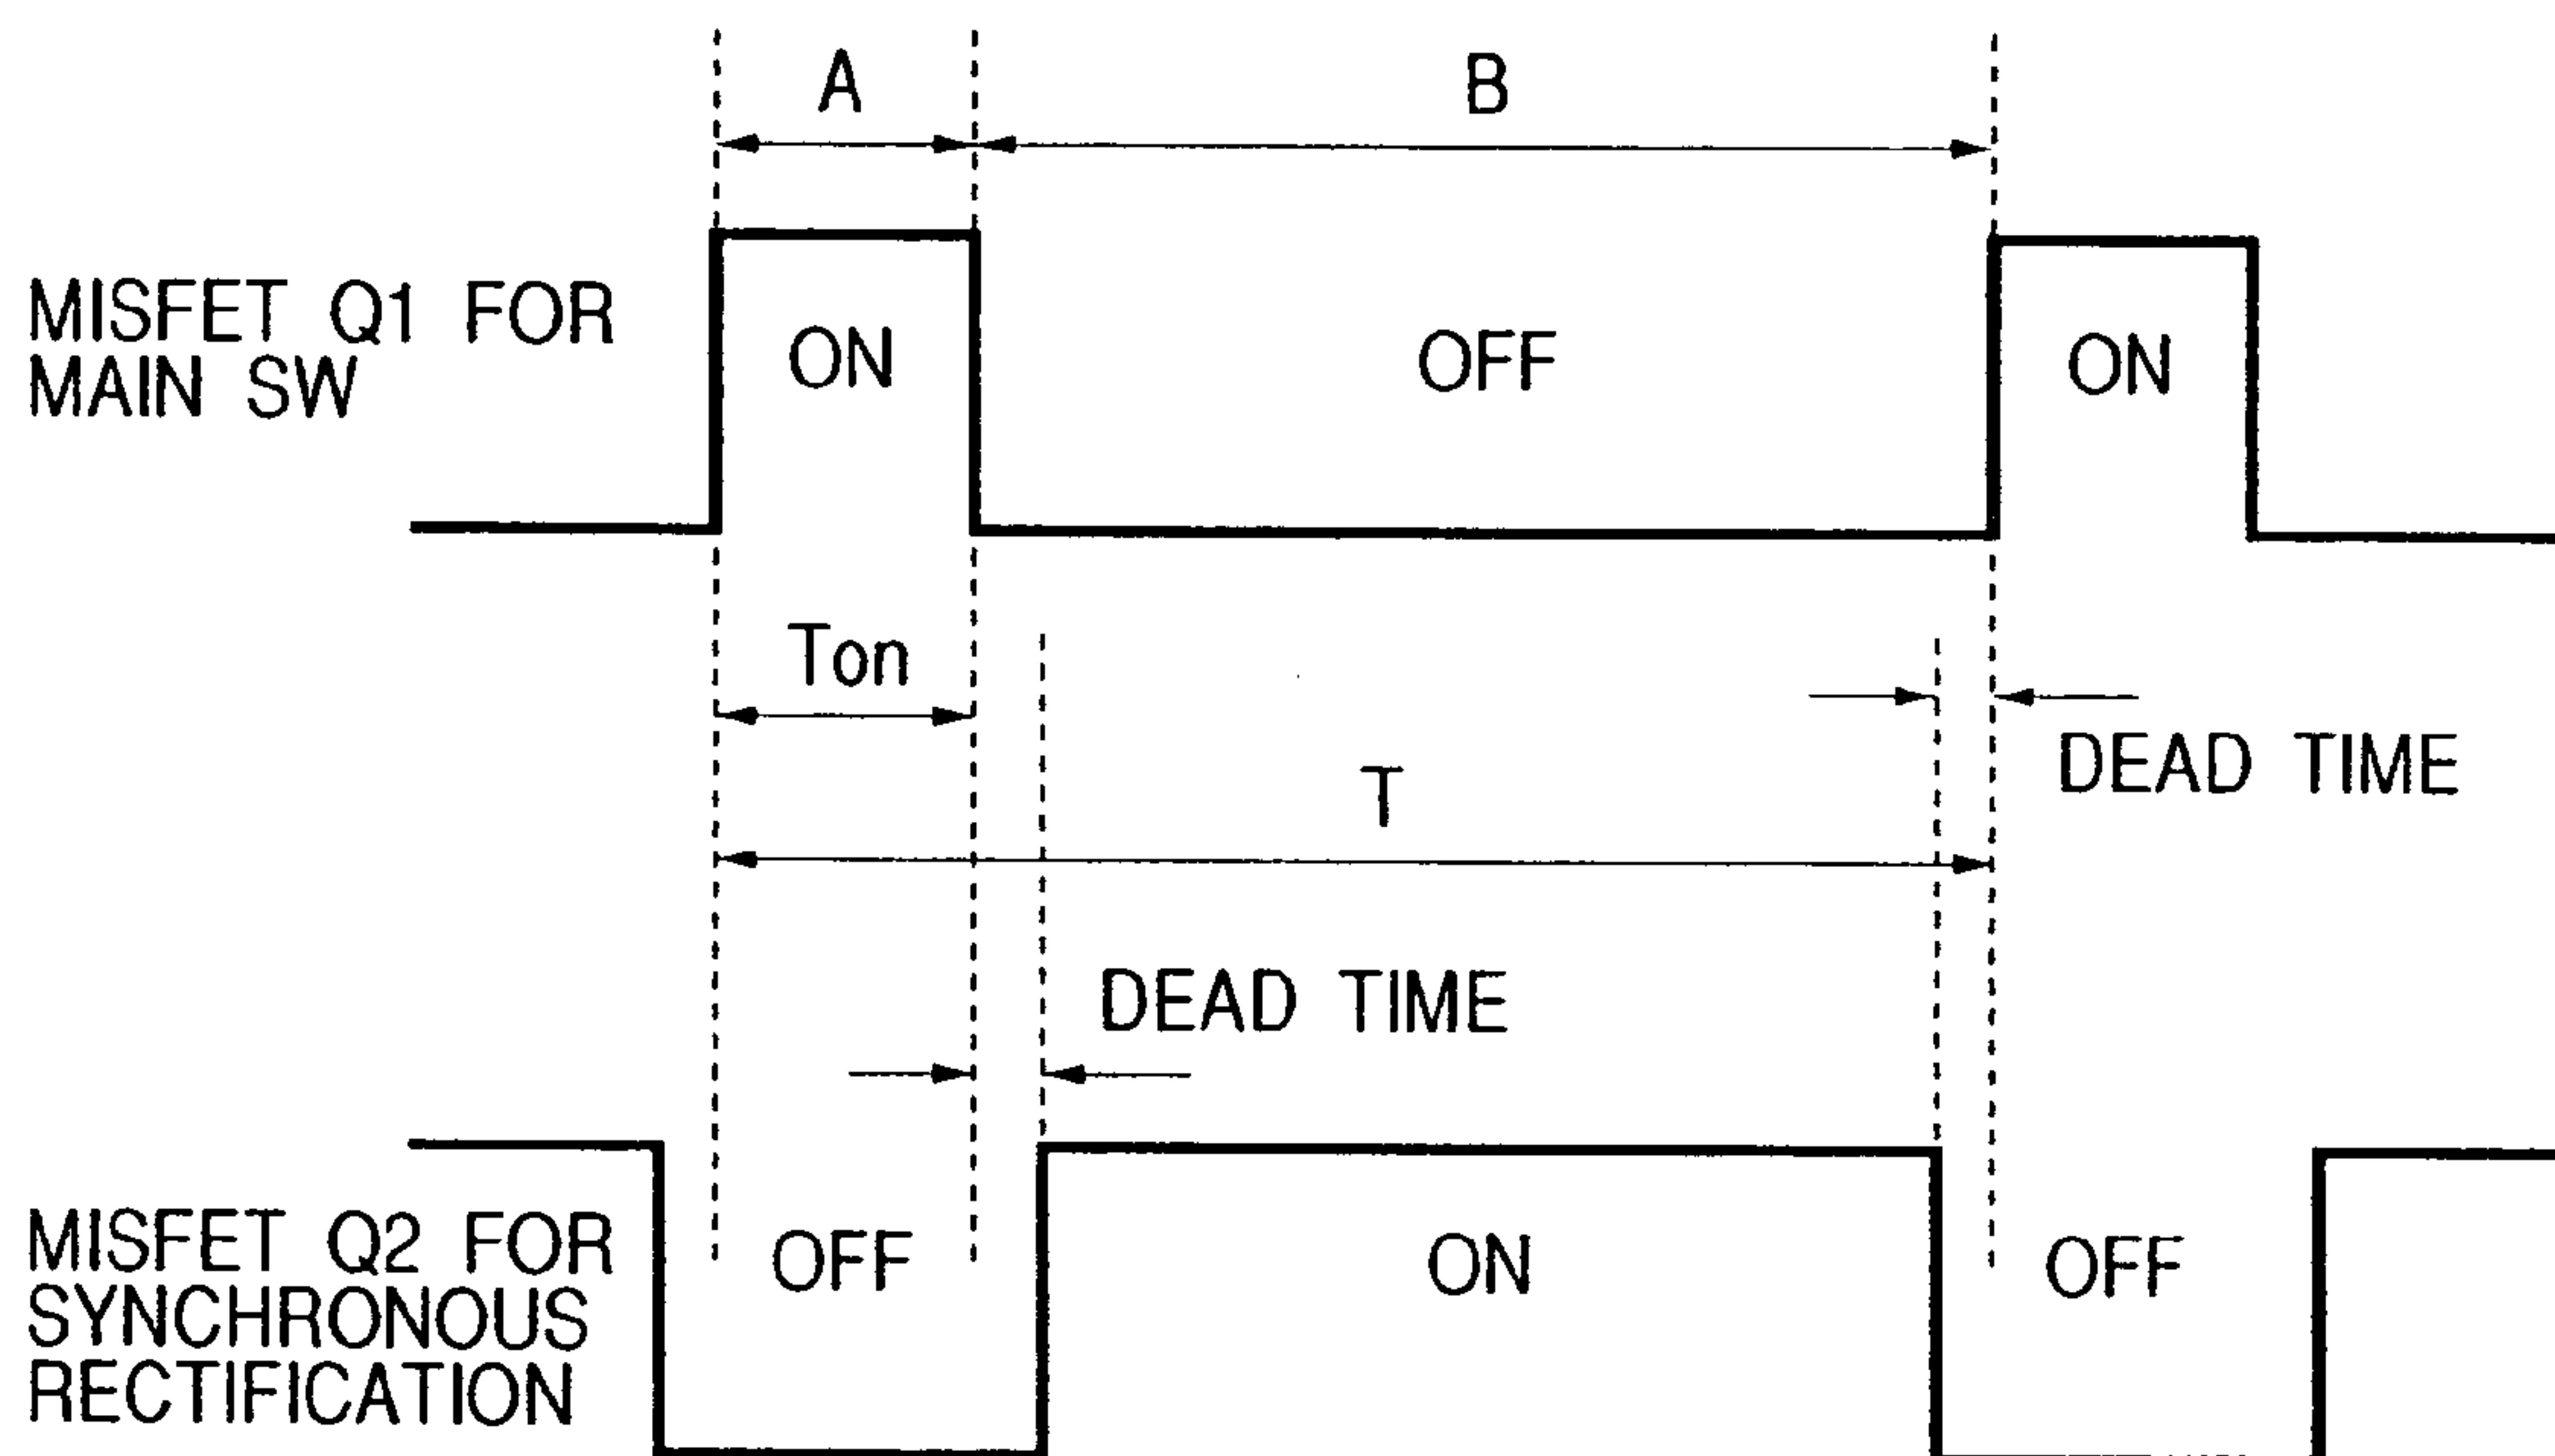 A
B
MISFET Q1 FOR
MAIN SW
ON
OFF
ON
Ton
DEAD TIME
T
DEAD TIME
MISFET Q2 FOR
SYNCHRONOUS
RECTIFICATION
OFF
ON
OFF